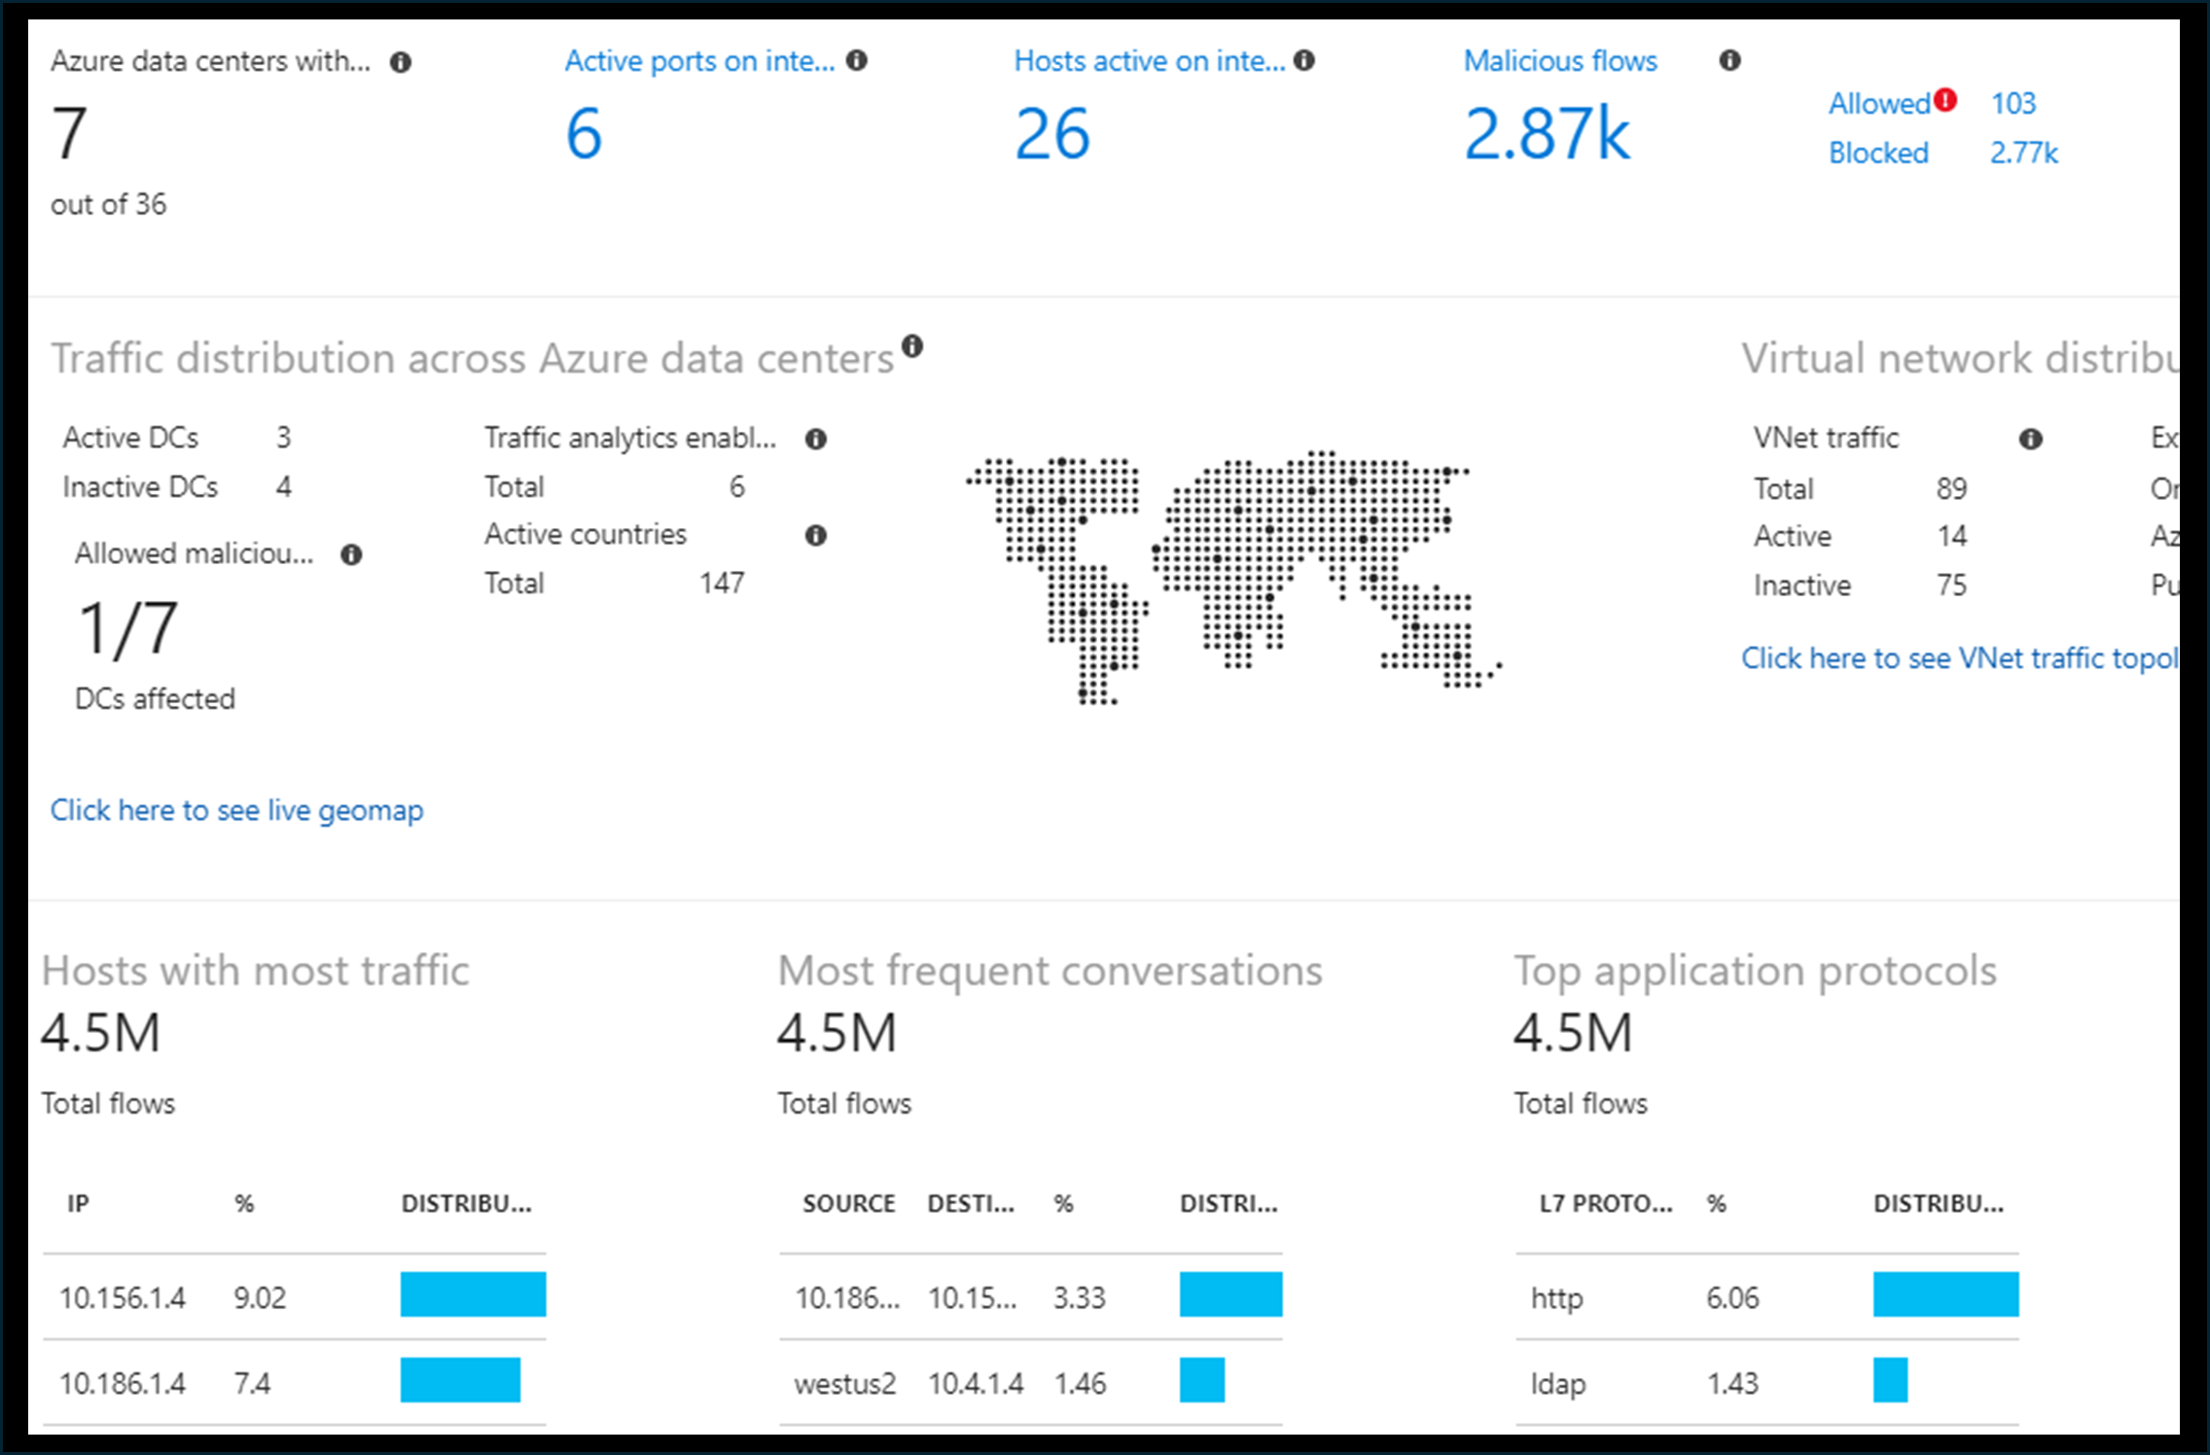 Azure data centers with...
7
out of 36
Active ports on inte...
6
Hosts active on inte...
26
Malicious flows
2.87k
Allowed 103
Blocked 2.77k
Traffic distribution across Azure data centers
Active DCs 3
Inactive DCs 4
Allowed maliciou...
1/7
DCs affected
Traffic analytics enabl...
Total 6
Active countries
Total 147
Click here to see live geomap
Virtual network distribu
VNet traffic
Total 89
Active 14
Inactive 75
Ex
Or
Az
Pu
Click here to see VNet traffic topol
Hosts with most traffic
4.5M
Total flows
IP % DISTRIBU...
10.156.1.4 9.02
10.186.1.4 7.4
Most frequent conversations
4.5M
Total flows
SOURCE DESTI... % DISTRI...
10.186... 10.15... 3.33
westus2 10.4.1.4 1.46
Top application protocols
4.5M
Total flows
L7 PROTO... % DISTRIBU...
http 6.06
ldap 1.43